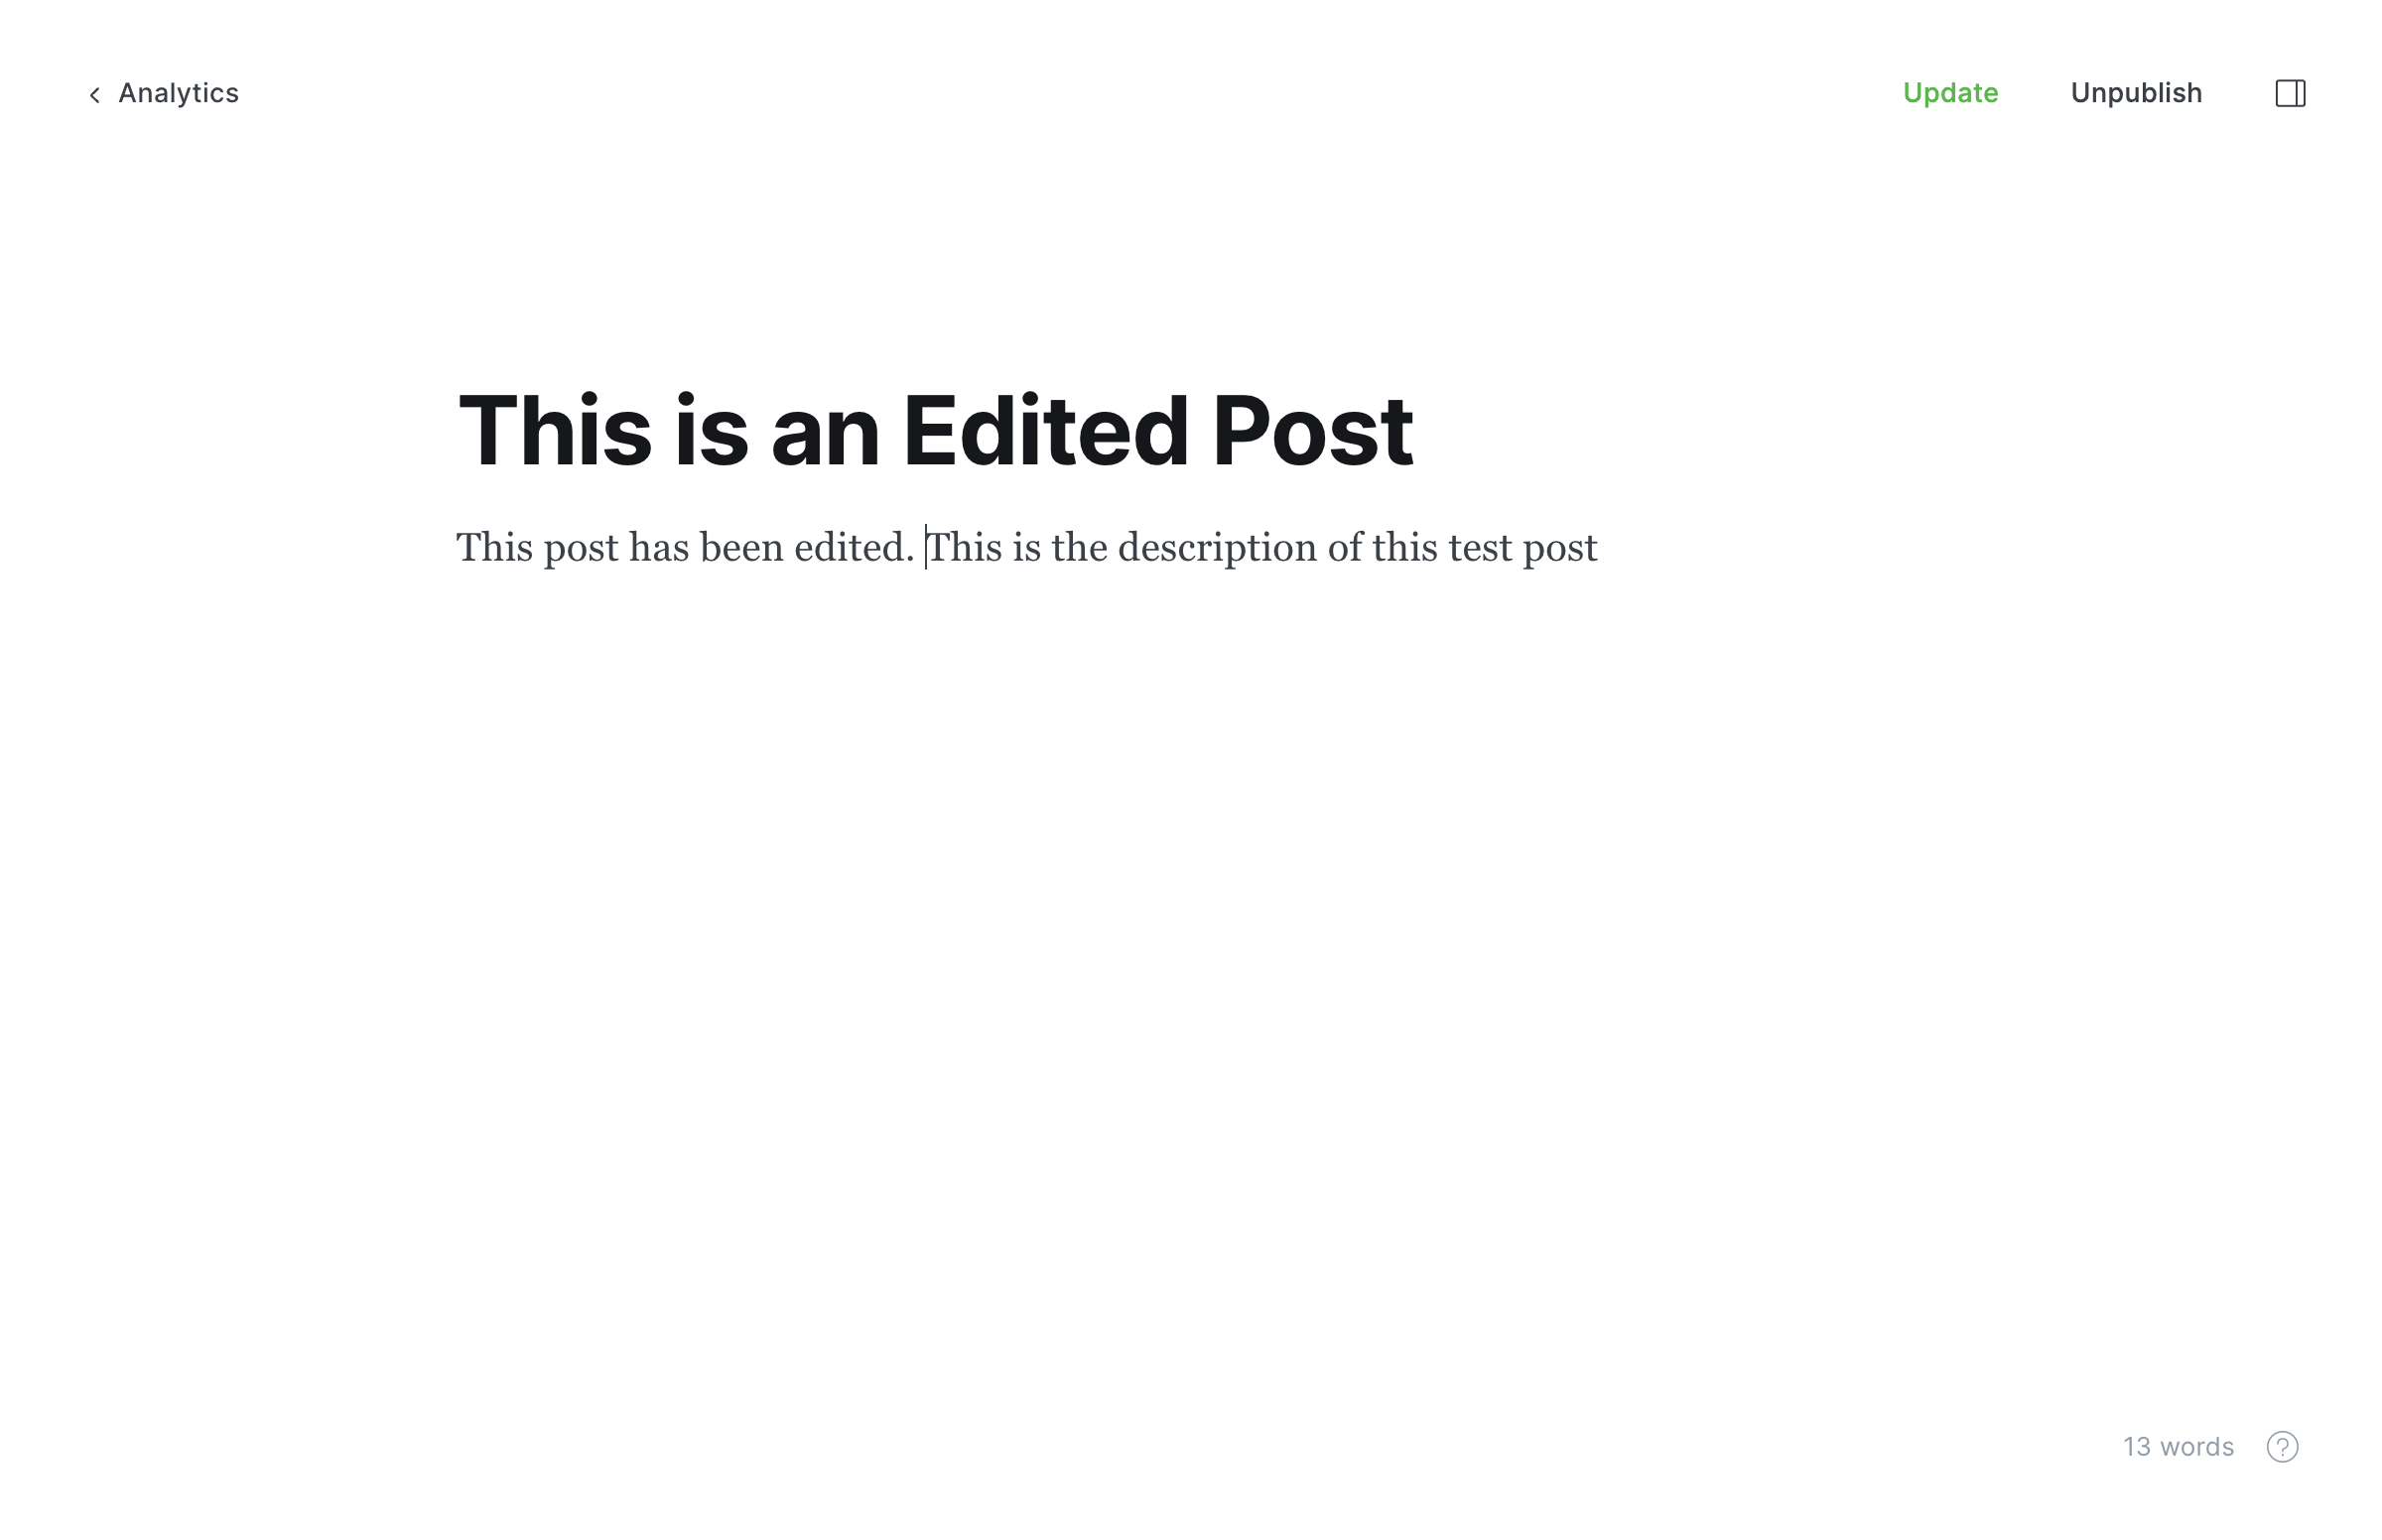 Analytics
Update
Unpublish
This is an Edited Post
This post has been edited. This is the description of this test post
13 words
?